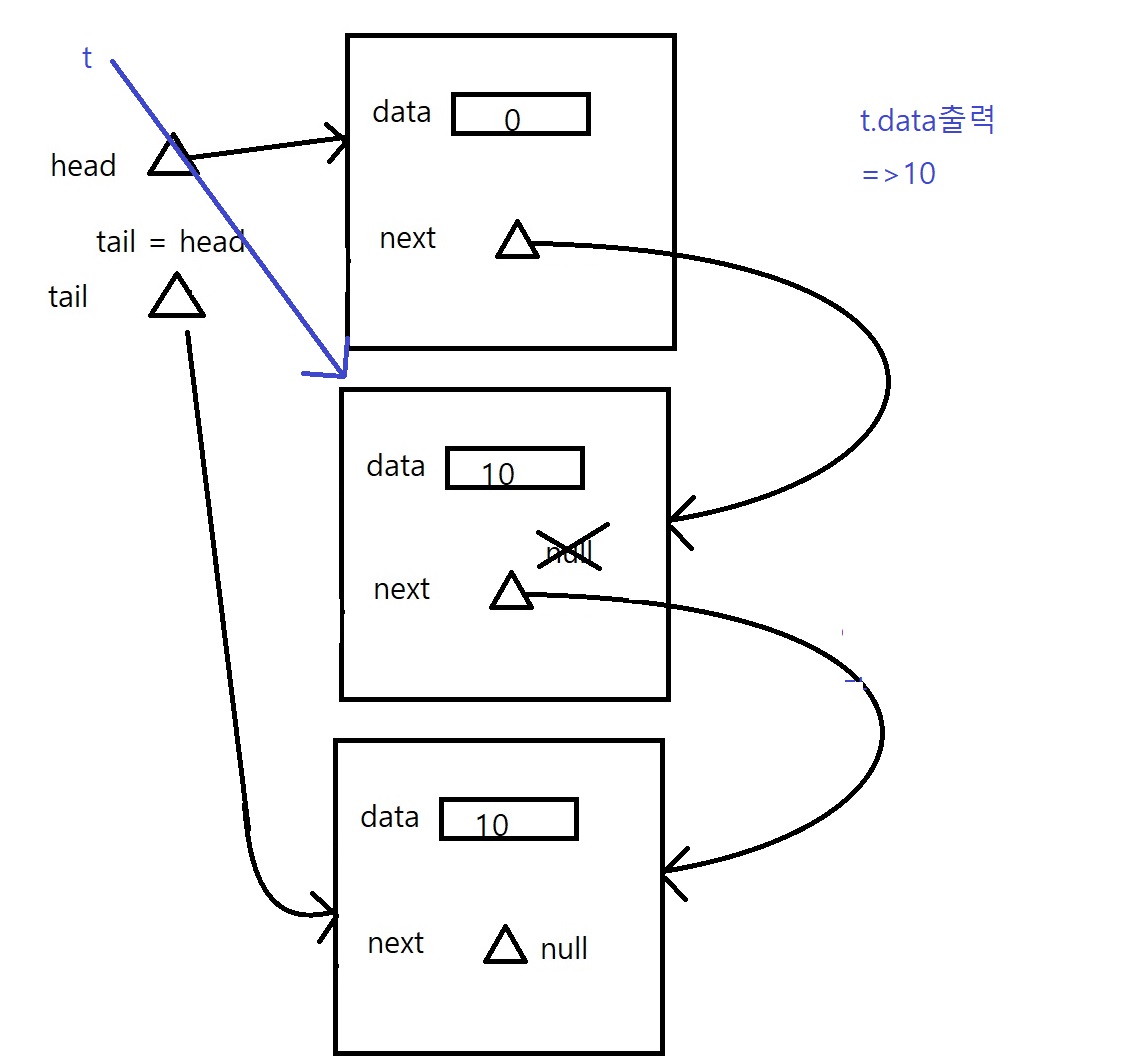 t
t.data출력
=>10
data 0
head
tail = head
next
tail
data 10
null
next
data 10
next null